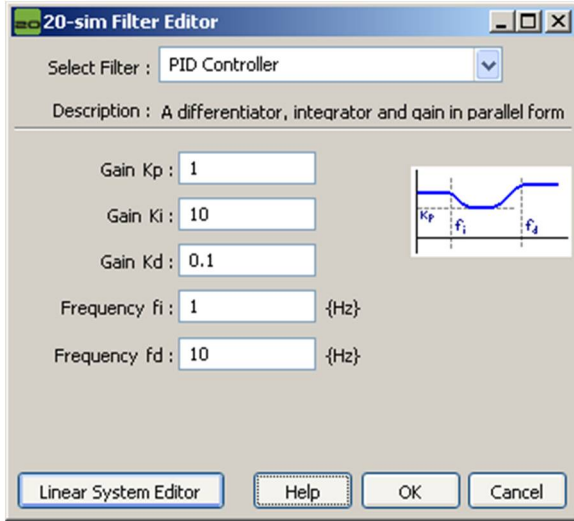 20-sim Filter Editor
Select Filter : PID Controller
Description : A differentiator, integrator and gain in parallel form
Gain Kp : 1
Gain Ki : 10
Gain Kd : 0.1
Frequency fi : 1 {Hz}
Frequency fd : 10 {Hz}
Kp fi fd
Linear System Editor Help OK Cancel